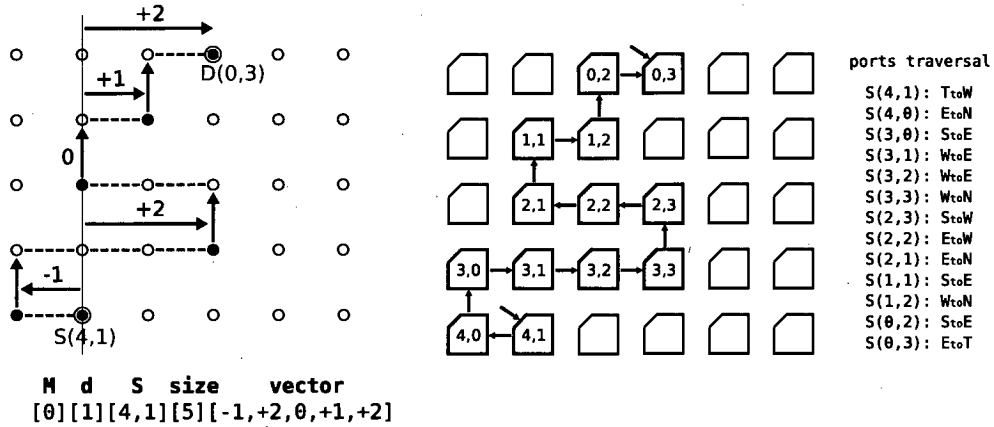 +2
D(0,3)
+1
0
+2
-1
S(4,1)
M d S size vector
[0][1][4,1][5][-1,+2,0,+1,+2]
0,2 0,3
1,1 1,2
2,1 2,2 2,3
3,0 3,1 3,2 3,3
4,0 4,1
ports traversal
S(4,1): TtoW
S(4,0): EtoN
S(3,0): StoE
S(3,1): WtoE
S(3,2): WtoE
S(3,3): WtoN
S(2,3): StoW
S(2,2): EtoW
S(2,1): EtoN
S(1,1): StoE
S(1,2): WtoN
S(0,2): StoE
S(0,3): EtoT